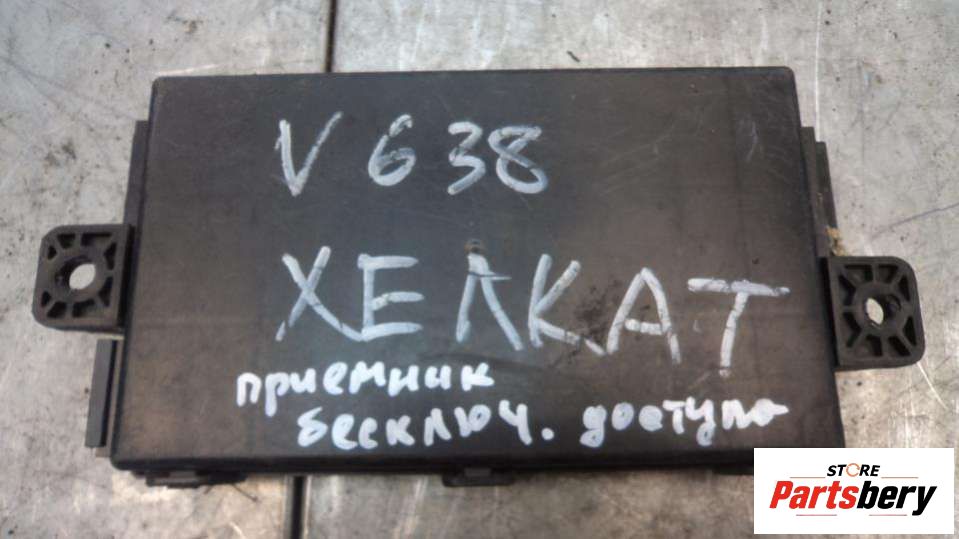 V 638
ХЕЛКАТ
приемник
бесключ. доступа
STORE
Partsbery